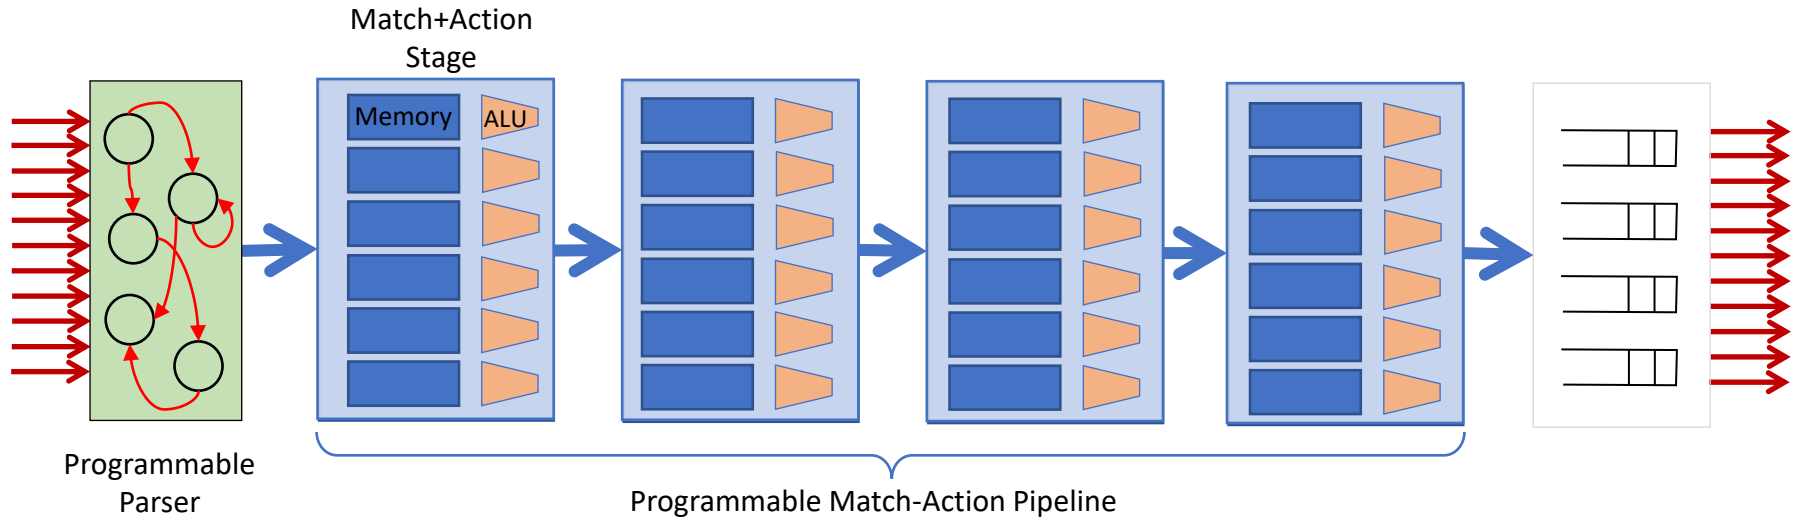 Match+Action
Stage
Memory
ALU
Programmable
Parser
Programmable Match-Action Pipeline